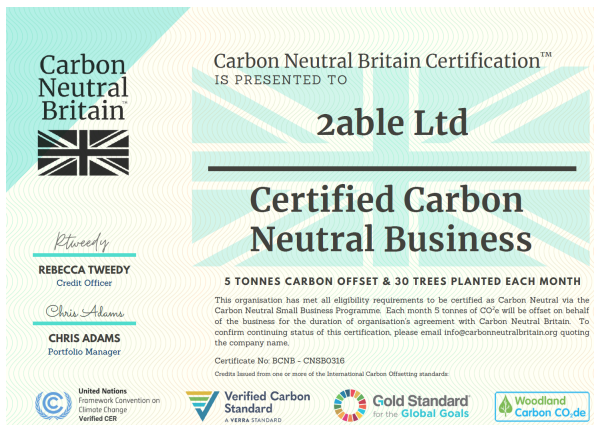 Carbon
Neutral
Britain™
Carbon Neutral Britain Certification™
IS PRESENTED TO
2able Ltd
Certified Carbon
Neutral Business
5 TONNES CARBON OFFSET & 30 TREES PLANTED EACH MONTH
This organisation has met all eligibility requirements to be certified as Carbon Neutral via the
Carbon Neutral Small Business Programme. Each month 5 tonnes of CO²e will be offset on behalf
of the business for the duration of organisation's agreement with Carbon Neutral Britain. To
confirm continuing status of this certification, please email info@carbonneutralbritain.org quoting
the company name,
Certificate No: BCNB - CNSB0316
Credits Issued from one or more of the International Carbon Offsetting standards:
Rtweedy
REBECCA TWEEDY
Credit Officer
Chris Adams
CHRIS ADAMS
Portfolio Manager
United Nations
Framework Convention on
Climate Change
Verified CER
Verified Carbon
Standard
A VERRA STANDARD
Gold Standard®
for the Global Goals
Woodland
Carbon CO₂de